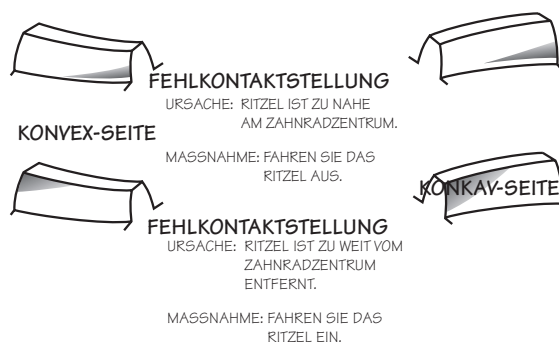 FEHLKONTAKTSTELLUNG
URSACHE: RITZEL IST ZU NAHE
AM ZAHNRADZENTRUM.
KONVEX-SEITE
MASSNAHME: FAHREN SIE DAS
RITZEL AUS.
KONKAV-SEITE
FEHLKONTAKTSTELLUNG
URSACHE: RITZEL IST ZU WEIT VOM
ZAHNRADZENTRUM
ENTFERNT.
MASSNAHME: FAHREN SIE DAS
RITZEL EIN.